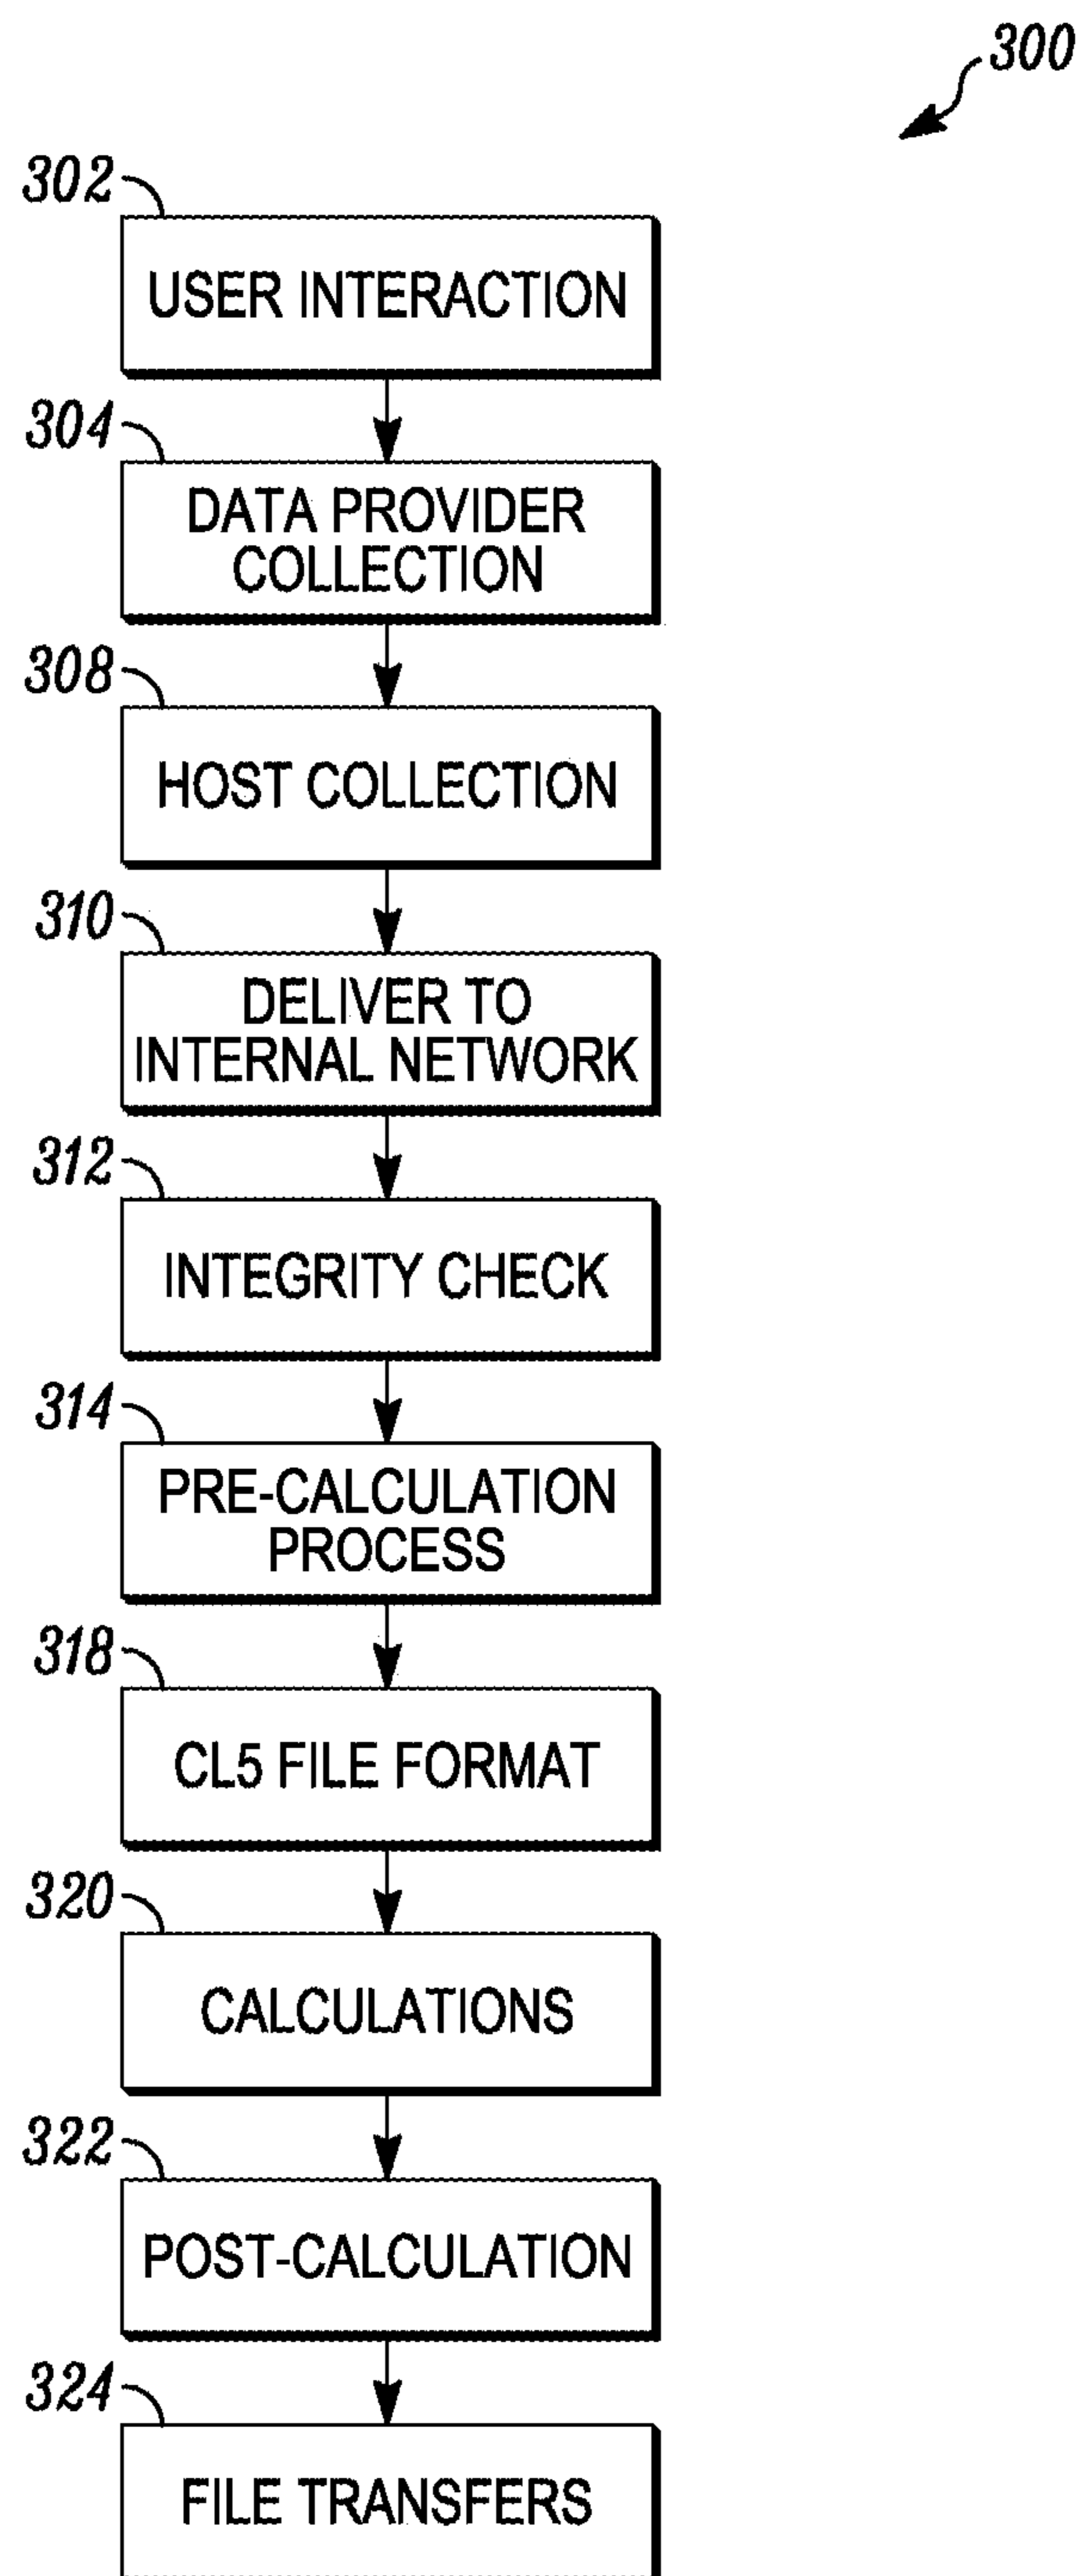 300
302
USER INTERACTION
304
DATA PROVIDER
COLLECTION
308
HOST COLLECTION
310
DELIVER TO
INTERNAL NETWORK
312
INTEGRITY CHECK
314
PRE-CALCULATION
PROCESS
318
CL5 FILE FORMAT
320
CALCULATIONS
322
POST-CALCULATION
324
FILE TRANSFERS